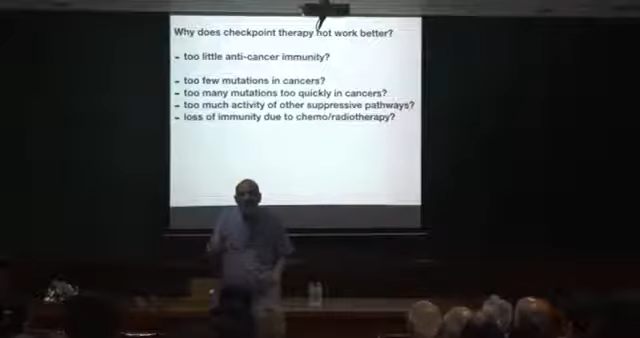 Why does checkpoint therapy not work better?
- too little anti-cancer immunity?
- too few mutations in cancers?
- too many mutations too quickly in cancers?
- too much activity of other suppressive pathways?
- loss of immunity due to chemo/radiotherapy?